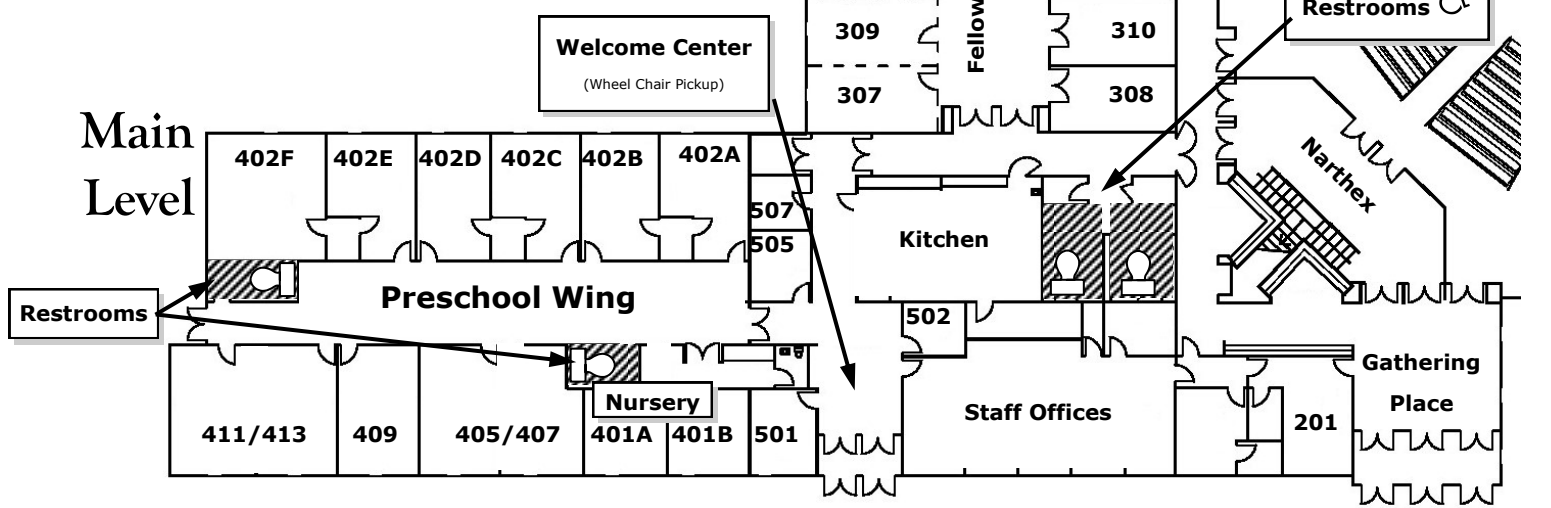 Restrooms
Welcome Center
(Wheel Chair Pickup)
309
310
307
308
Main
Level
402F
402E
402D
402C
402B
402A
Narthex
507
505
Kitchen
Preschool Wing
Restrooms
502
Gathering
Place
Nursery
Staff Offices
411/413
409
405/407
401A
401B
501
201